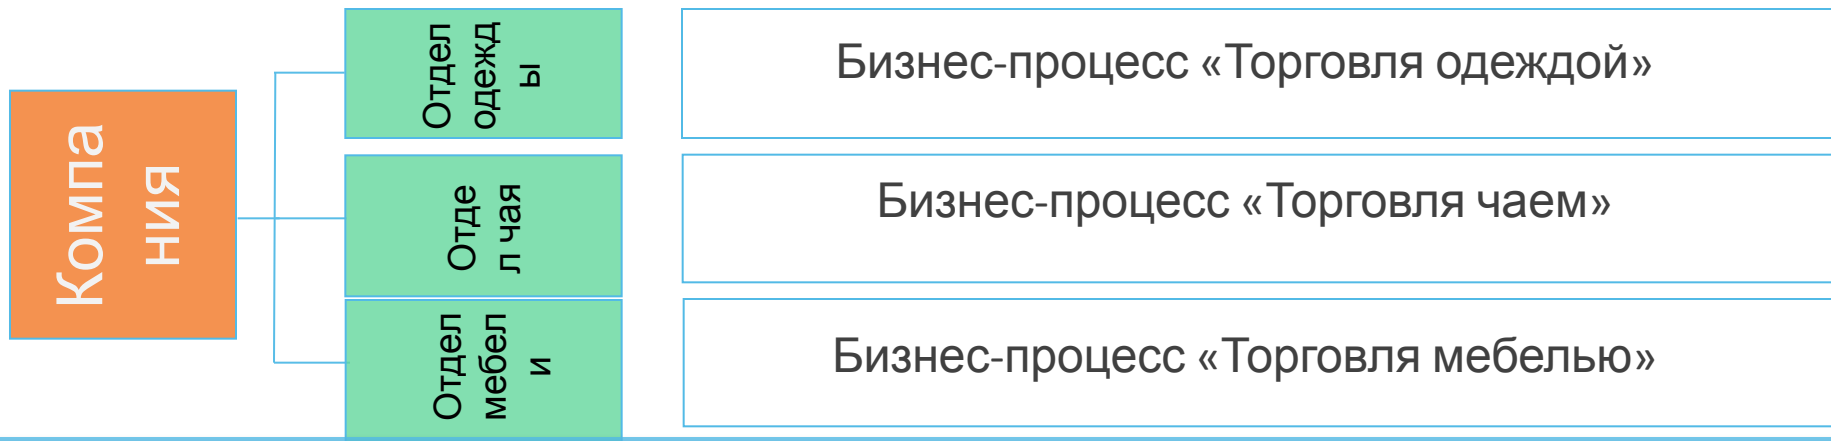 Компа
ния
Отдел
одежд
ы
Бизнес-процесс «Торговля одеждой»
Отде
л чая
Бизнес-процесс «Торговля чаем»
Отдел
мебел
и
Бизнес-процесс «Торговля мебелью»